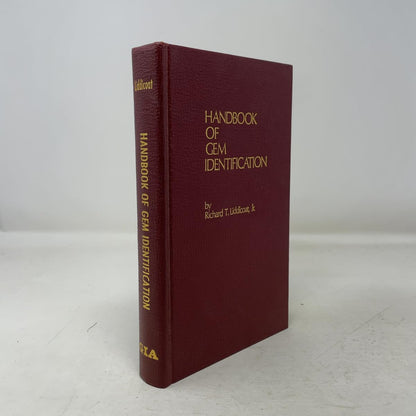 Liddicoat
HANDBOOK OF GEM IDENTIFICATION
GIA
HANDBOOK
OF
GEM
IDENTIFICATION
by
Richard T. Liddicoat, Jr.